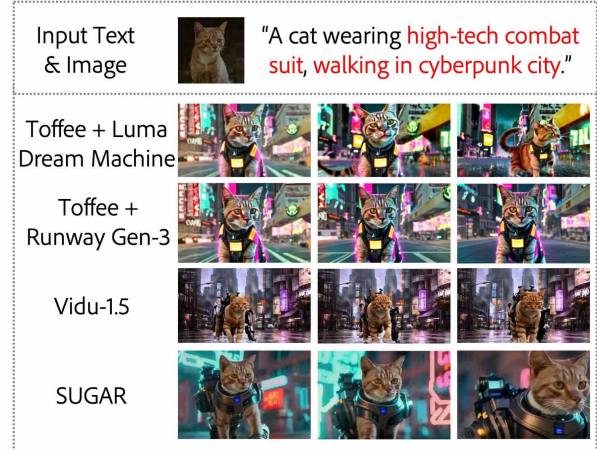 Input Text
& Image
“A cat wearing high-tech combat
suit, walking in cyberpunk city.”
Toffee + Luma
Dream Machine
Toffee +
Runway Gen-3
Vidu-1.5
SUGAR